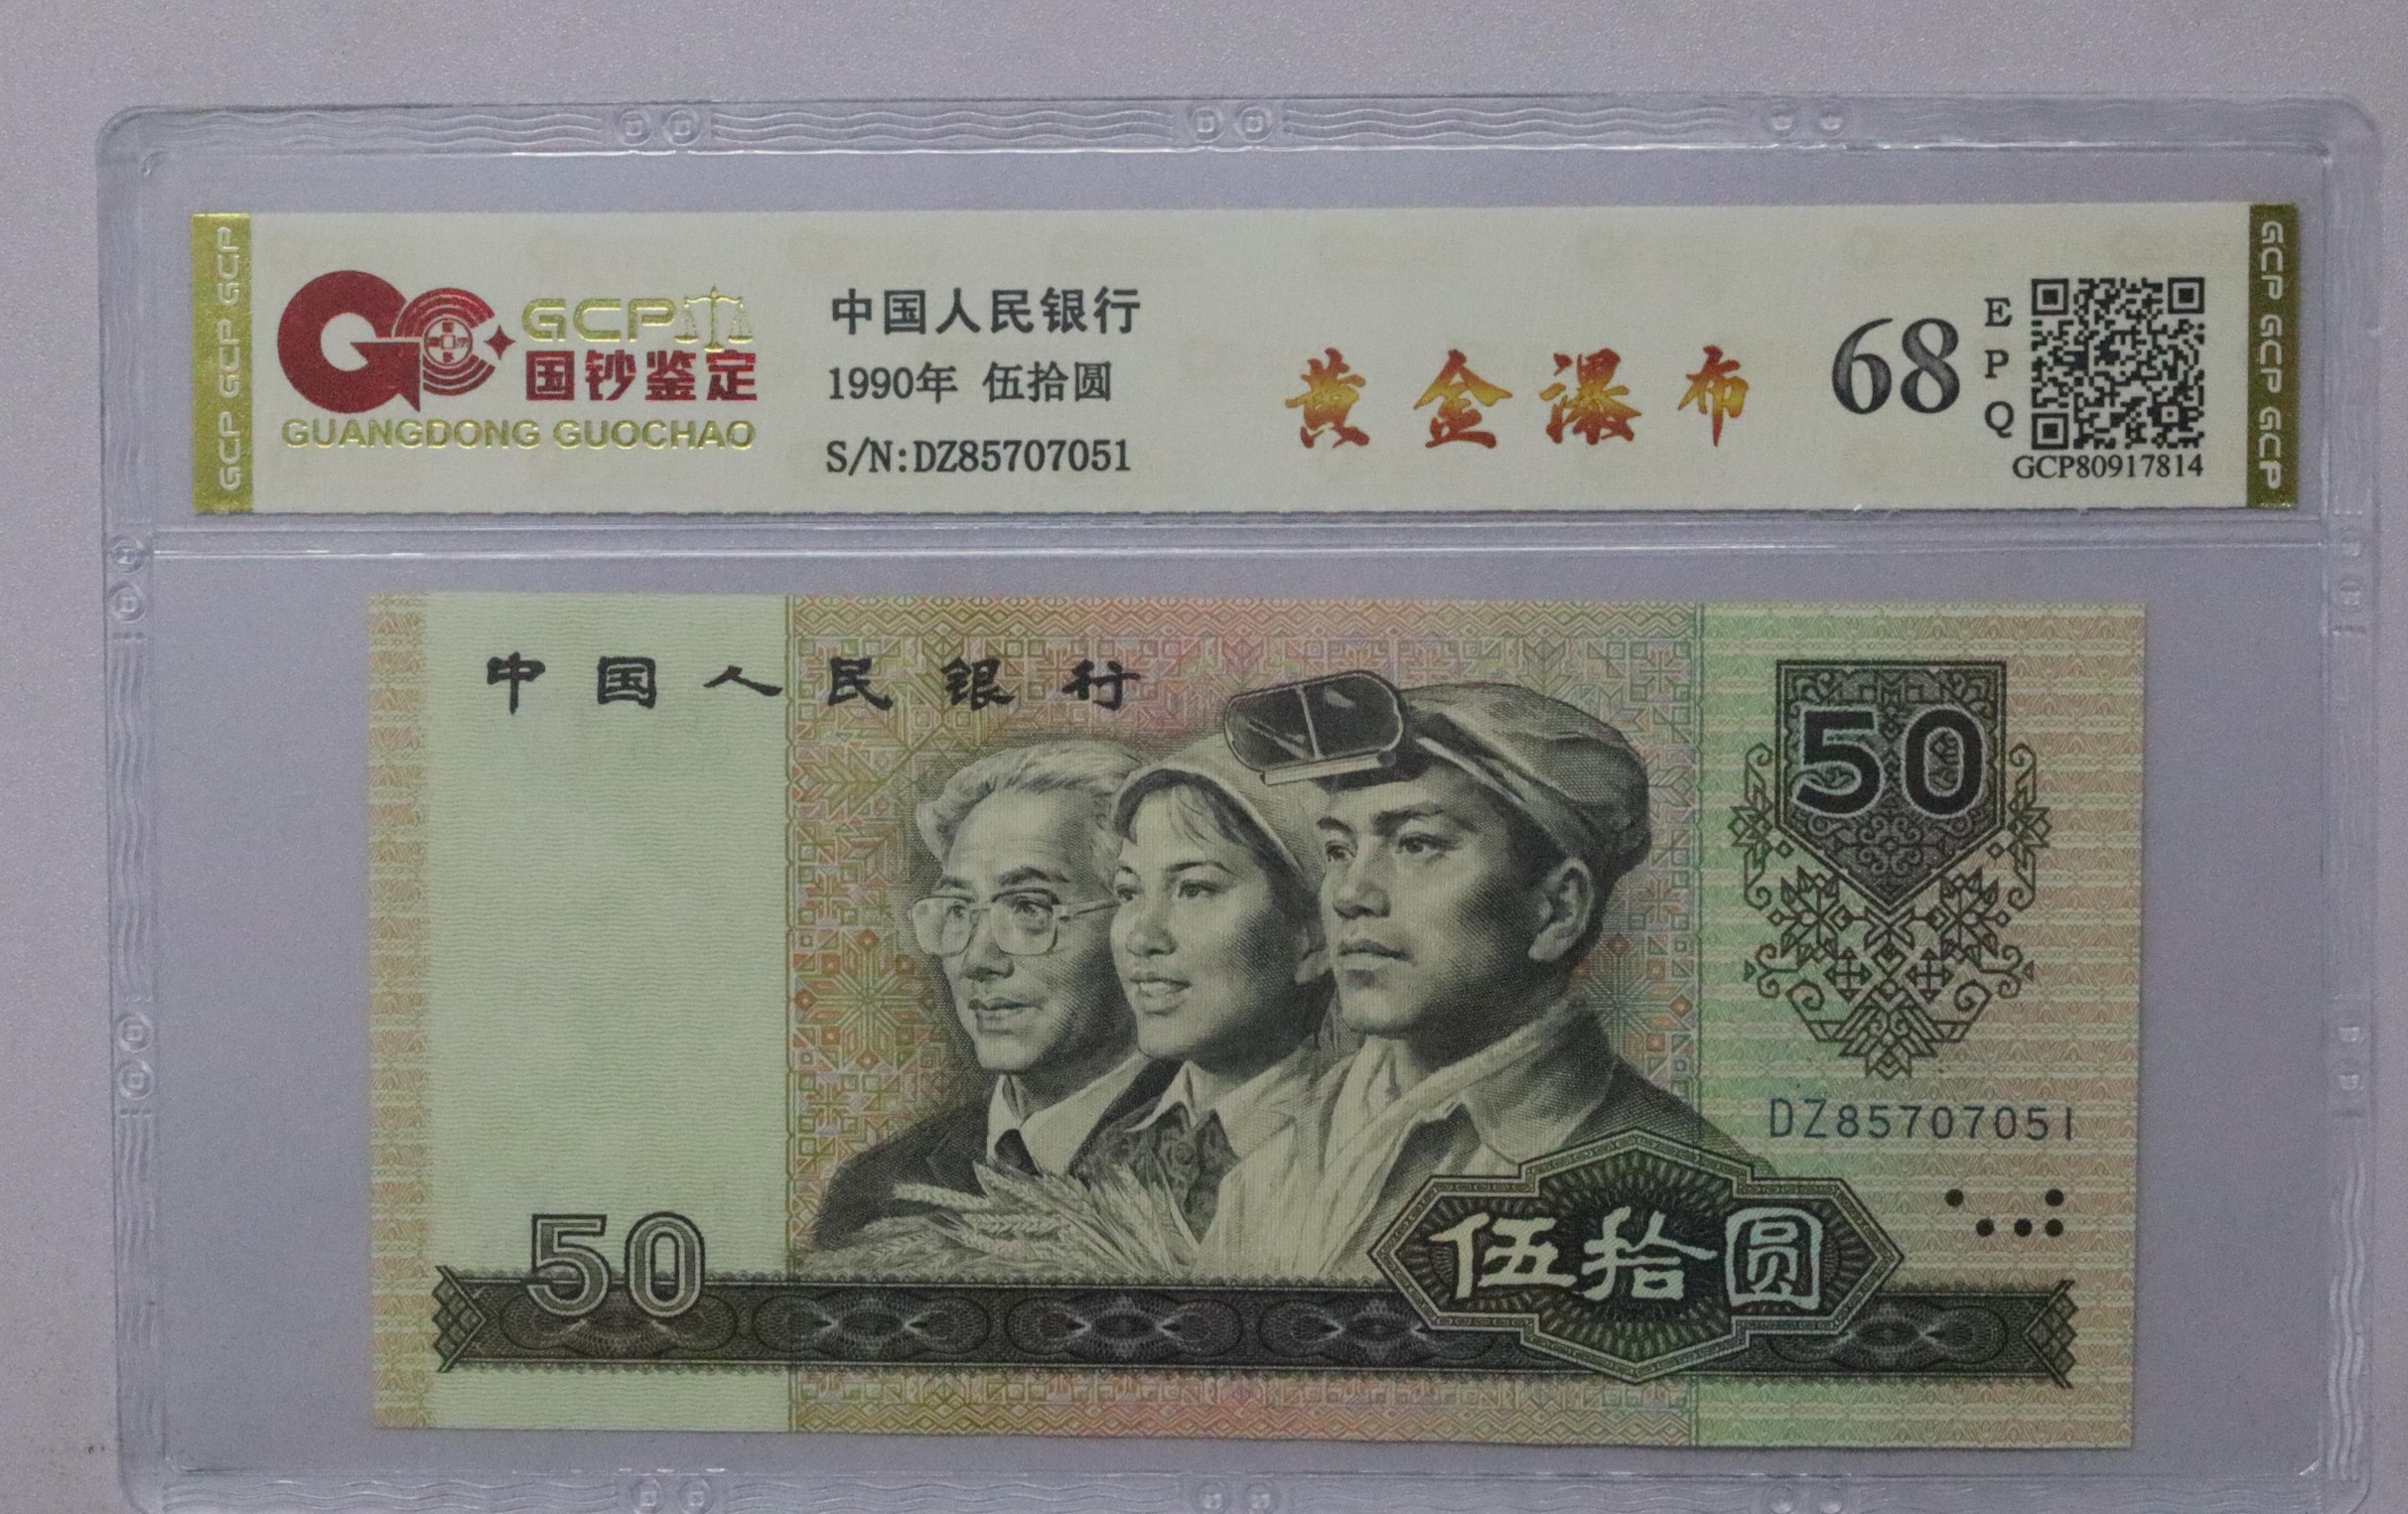 GCP GCP GCP
GCP
国钞鉴定
GUANGDONG GUOCHAO
中国人民银行
1990年 伍拾圆
S/N:DZ85707051
黄金瀑布
68
EPQ
GCP80917814
GCP GCP GCP
中国人民银行
50
DZ85707051
50
伍拾圆